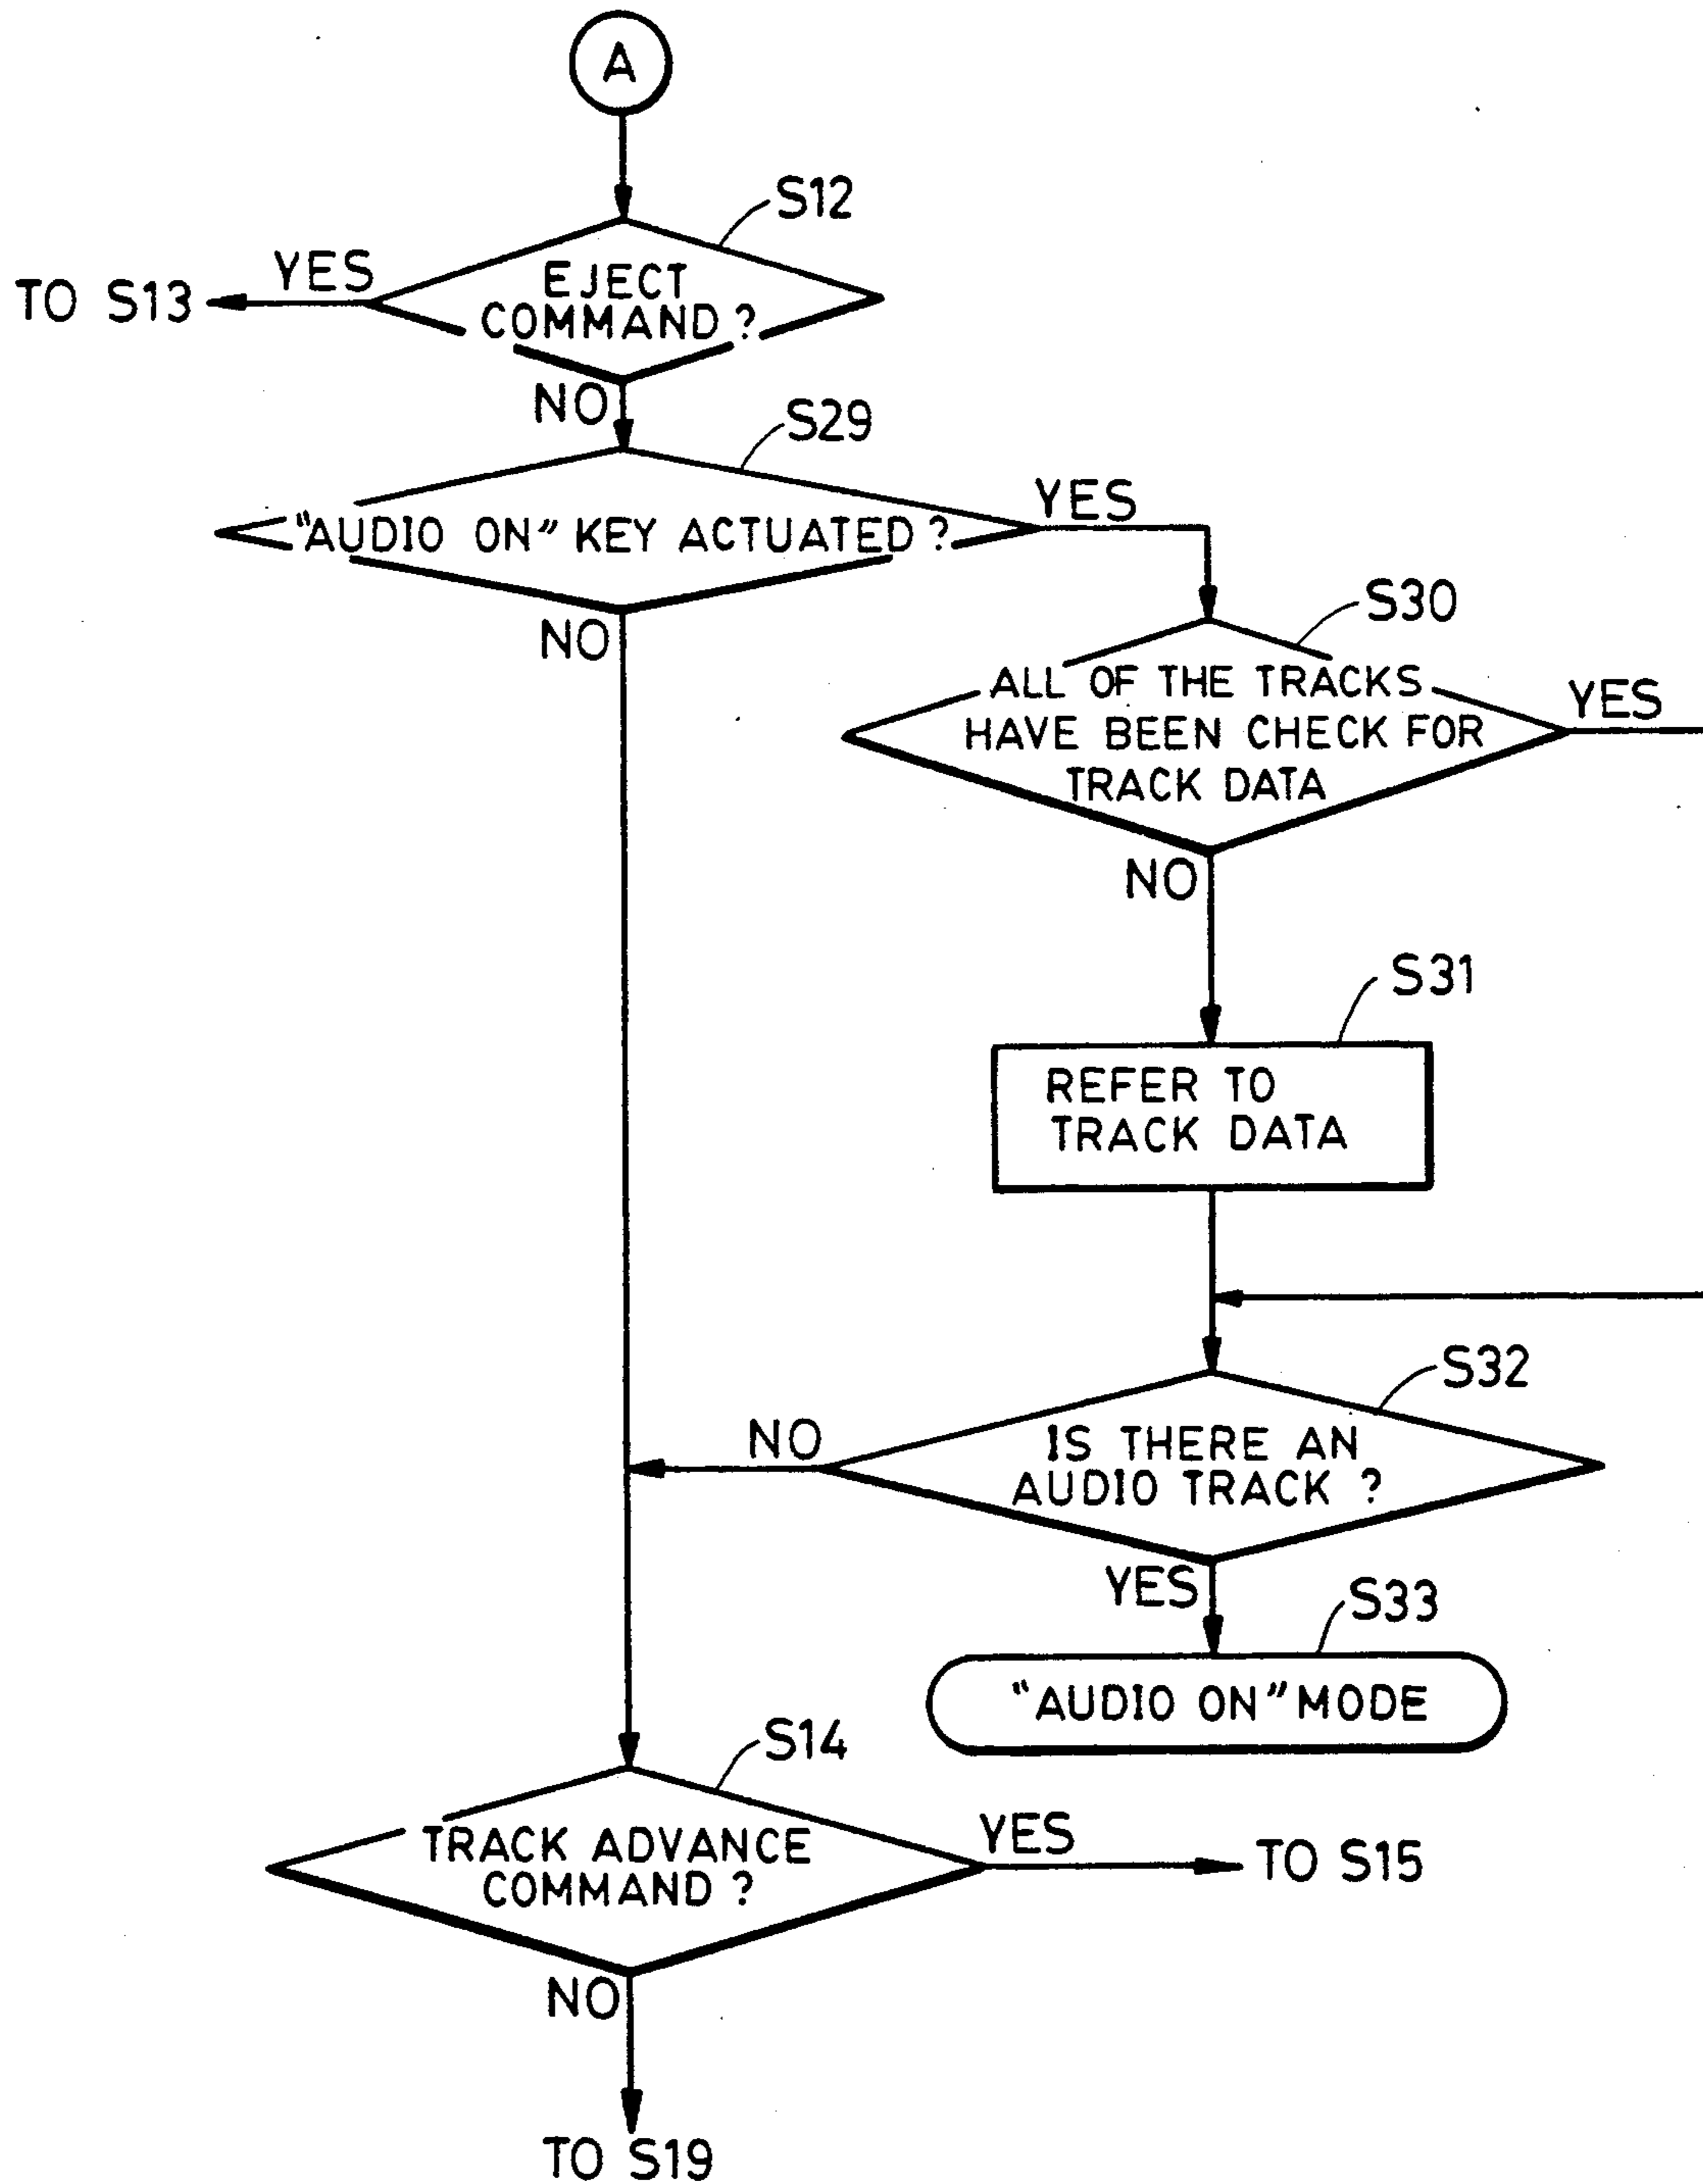 A
S12
YES
TO S13
EJECT
COMMAND ?
NO
S29
"AUDIO ON" KEY ACTUATED ?
YES
NO
S30
ALL OF THE TRACKS
HAVE BEEN CHECK FOR
TRACK DATA
YES
NO
S31
REFER TO
TRACK DATA
S32
IS THERE AN
AUDIO TRACK ?
NO
YES
S33
"AUDIO ON" MODE
S14
TRACK ADVANCE
COMMAND ?
YES
TO S15
NO
TO S19